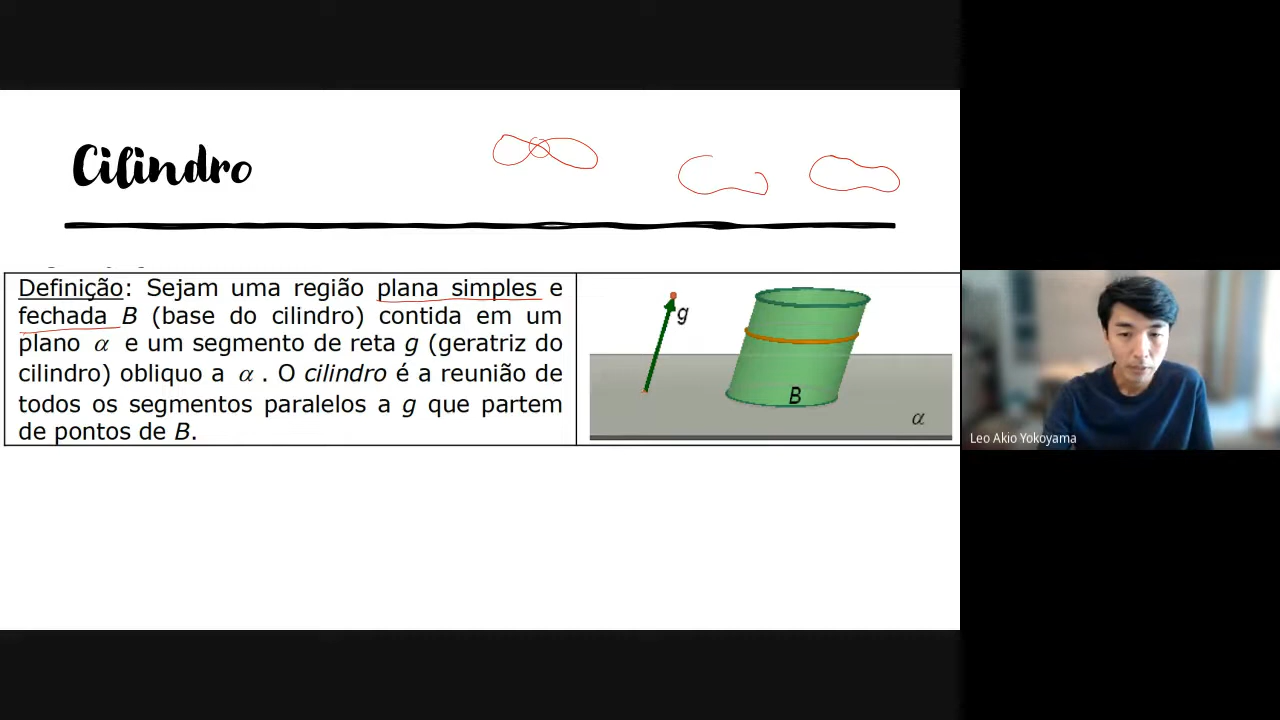 Cilindro
Definição: Sejam uma região plana simples e
fechada B (base do cilindro) contida em um
plano α e um segmento de reta g (geratriz do
cilindro) obliquo a α . O cilindro é a reunião de
todos os segmentos paralelos a g que partem
de pontos de B.
g
B
α
Leo Akio Yokoyama